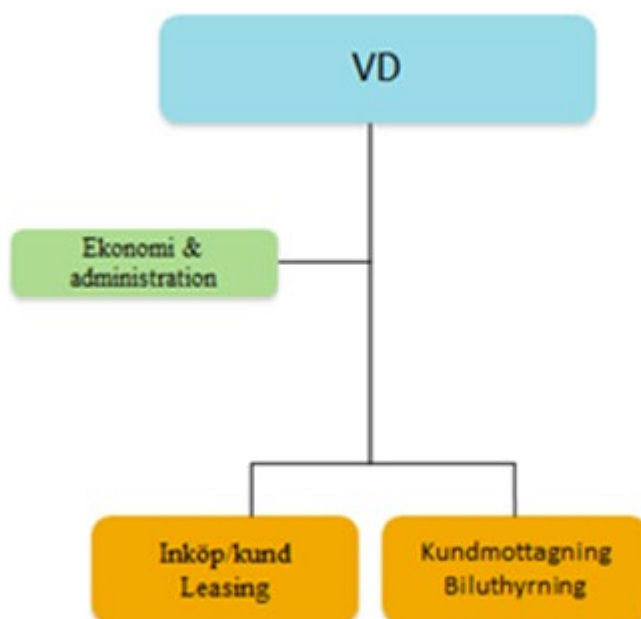 VD
Ekonomi &
administration
Inköp/kund
Leasing
Kundmottagning
Biluthyrning